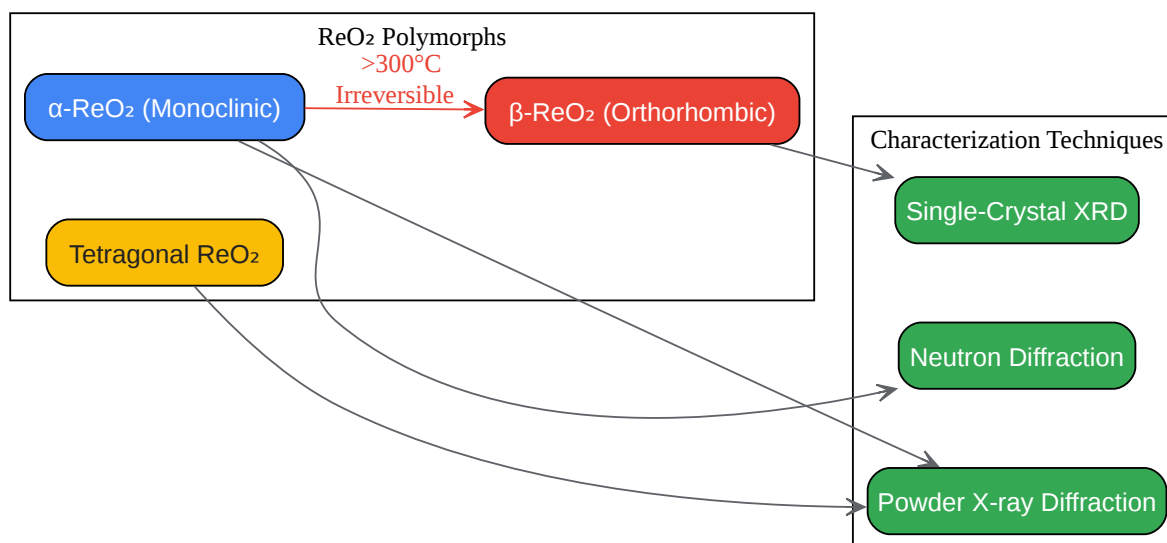 ReO₂ Polymorphs
>300°C
Irreversible
α-ReO₂ (Monoclinic)
β-ReO₂ (Orthorhombic)
Tetragonal ReO₂
Characterization Techniques
Single-Crystal XRD
Neutron Diffraction
Powder X-ray Diffraction